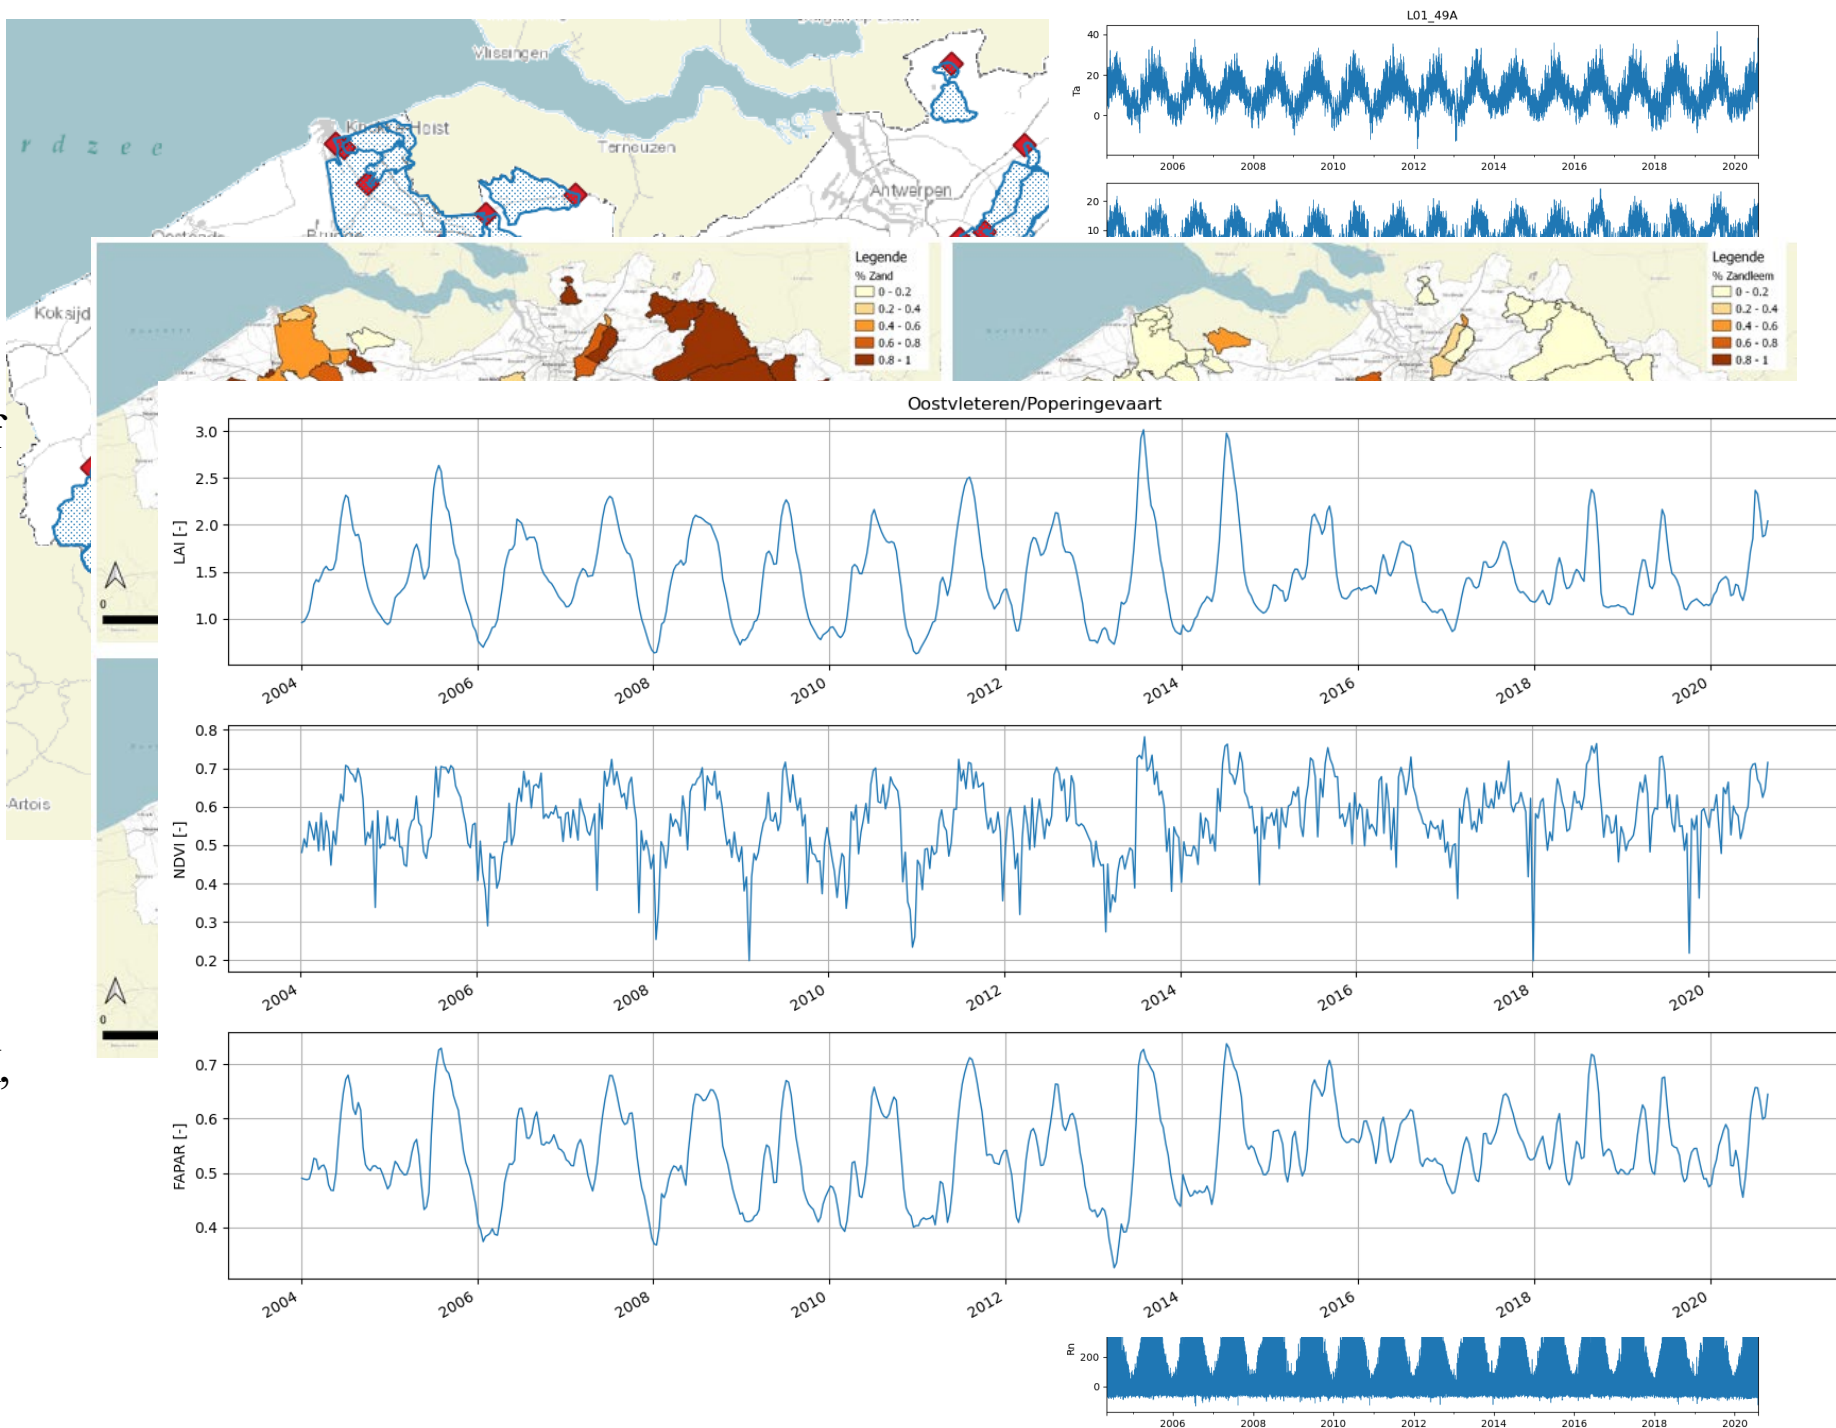 L01_49A
Vlissingen
r d z e e
Heist
Terneuzen
Antwerpen
Koksijd
Artois
Ta
40
20
0
2006 2008 2010 2012 2014 2016 2018 2020
20
10
Legende
% Zand
0 - 0.2
0.2 - 0.4
0.4 - 0.6
0.6 - 0.8
0.8 - 1
Legende
% Zandleem
0 - 0.2
0.2 - 0.4
0.4 - 0.6
0.6 - 0.8
0.8 - 1
0
0
,
Oostvleteren/Poperingevaart
LAI [-]
3.0
2.5
2.0
1.5
1.0
2004 2006 2008 2010 2012 2014 2016 2018 2020
NDVI [-]
0.8
0.7
0.6
0.5
0.4
0.3
0.2
2004 2006 2008 2010 2012 2014 2016 2018 2020
FAPAR [-]
0.7
0.6
0.5
0.4
2004 2006 2008 2010 2012 2014 2016 2018 2020
Rn
200
0
2006 2008 2010 2012 2014 2016 2018 2020